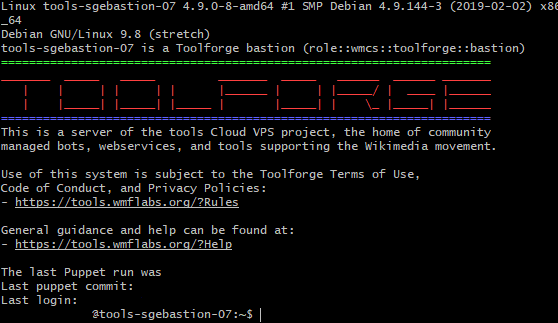 Linux tools-sgebastion-07 4.9.0-8-amd64 #1 SMP Debian 4.9.144-3 (2019-02-02) x86
_64
Debian GNU/Linux 9.8 (stretch)
tools-sgebastion-07 is a Toolforge bastion (role::wmcs::toolforge::bastion)
TOOLFORGE
This is a server of the tools Cloud VPS project, the home of community
managed bots, webservices, and tools supporting the Wikimedia movement.
Use of this system is subject to the Toolforge Terms of Use,
Code of Conduct, and Privacy Policies:
- https://tools.wmflabs.org/?Rules
General guidance and help can be found at:
- https://tools.wmflabs.org/?Help
The last Puppet run was
Last puppet commit:
Last login:
@tools-sgebastion-07:~$